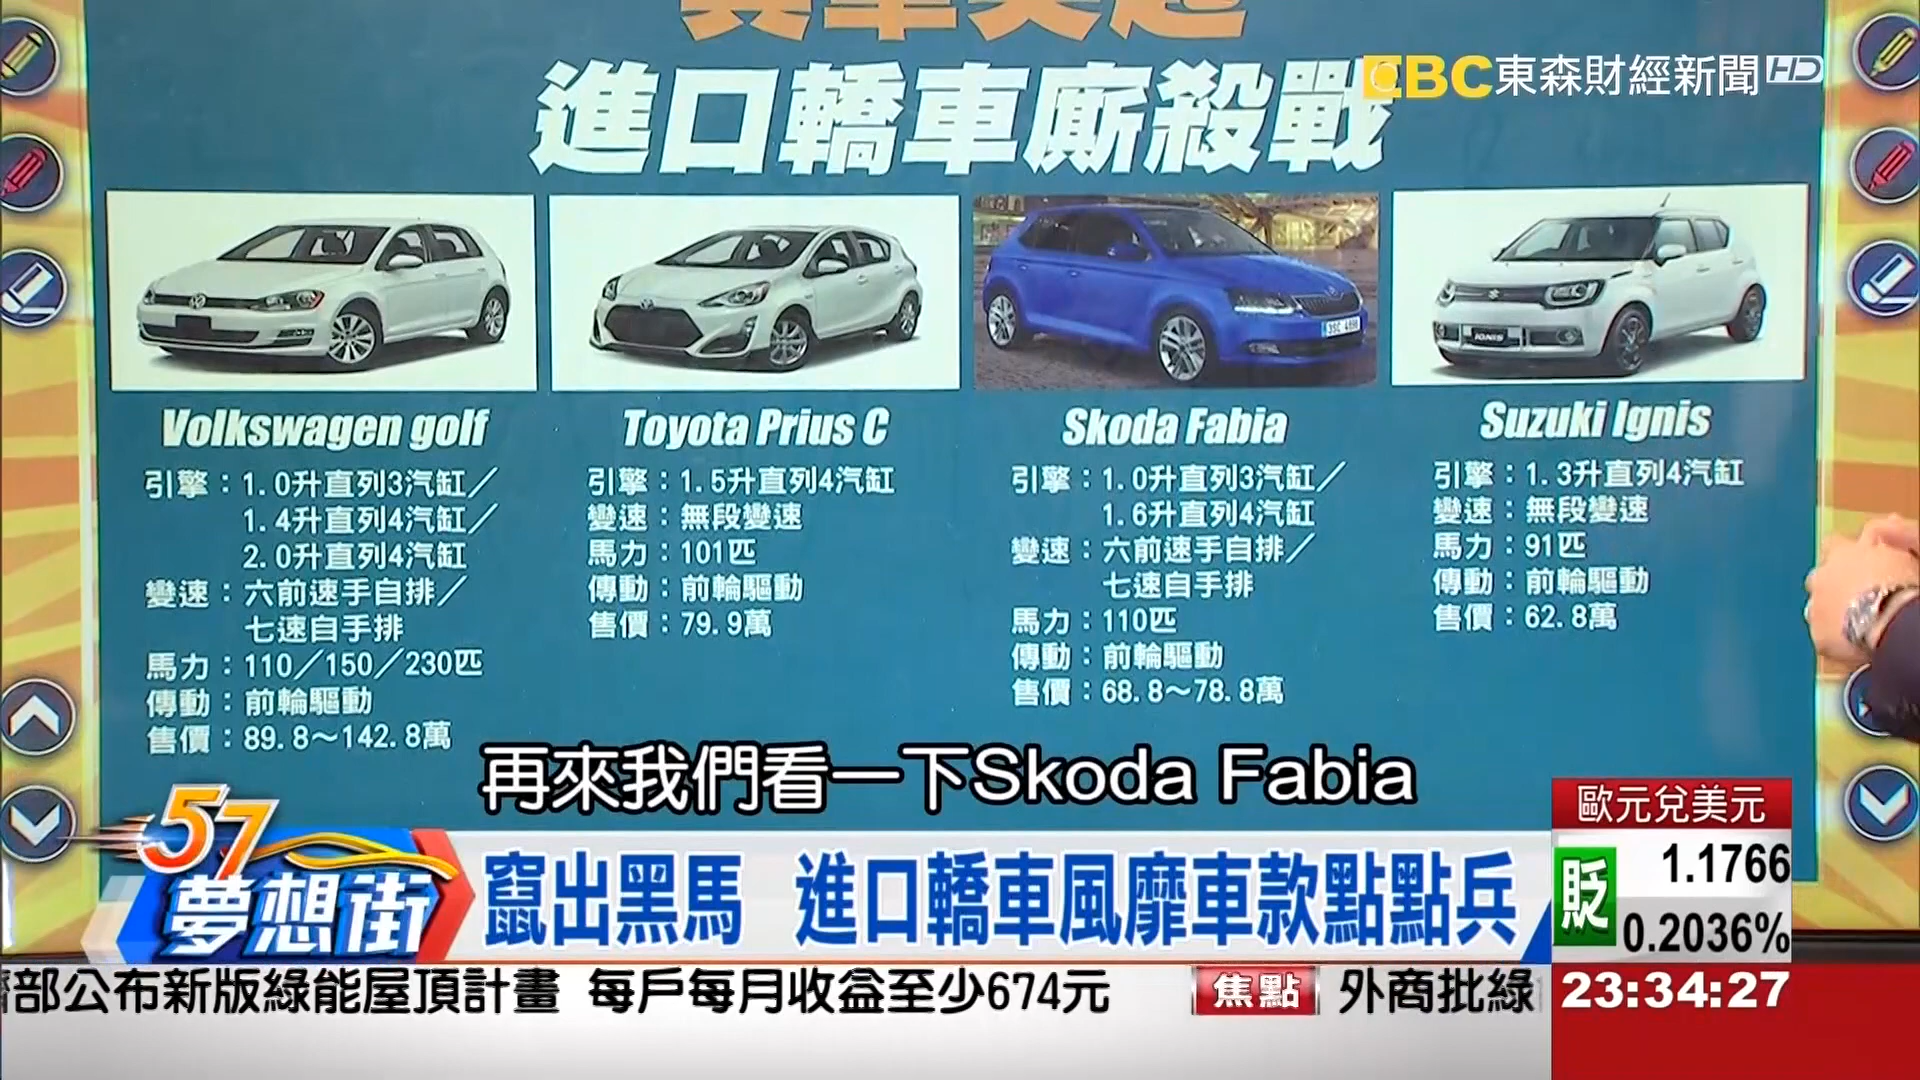 EBC 東森財經新聞 HD
進口轎車廝殺戰
Volkswagen golf
引擎：1.0升直列3汽缸／
1.4升直列4汽缸／
2.0升直列4汽缸
變速：六前速手自排／
七速自手排
馬力：110／150／230匹
傳動：前輪驅動
售價：89.8～142.8萬
Toyota Prius C
引擎：1.5升直列4汽缸
變速：無段變速
馬力：101匹
傳動：前輪驅動
售價：79.9萬
3SC 4898
Skoda Fabia
引擎：1.0升直列3汽缸／
1.6升直列4汽缸
變速：六前速手自排／
七速自手排
馬力：110匹
傳動：前輪驅動
售價：68.8～78.8萬
IGNIS
Suzuki Ignis
引擎：1.3升直列4汽缸
變速：無段變速
馬力：91匹
傳動：前輪驅動
售價：62.8萬
再來我們看一下Skoda Fabia
57
夢想街
竄出黑馬 進口轎車風靡車款點點兵
歐元兌美元
貶
1.1766
0.2036%
部公布新版綠能屋頂計畫 每戶每月收益至少674元
焦點
外商批綠
23:34:27